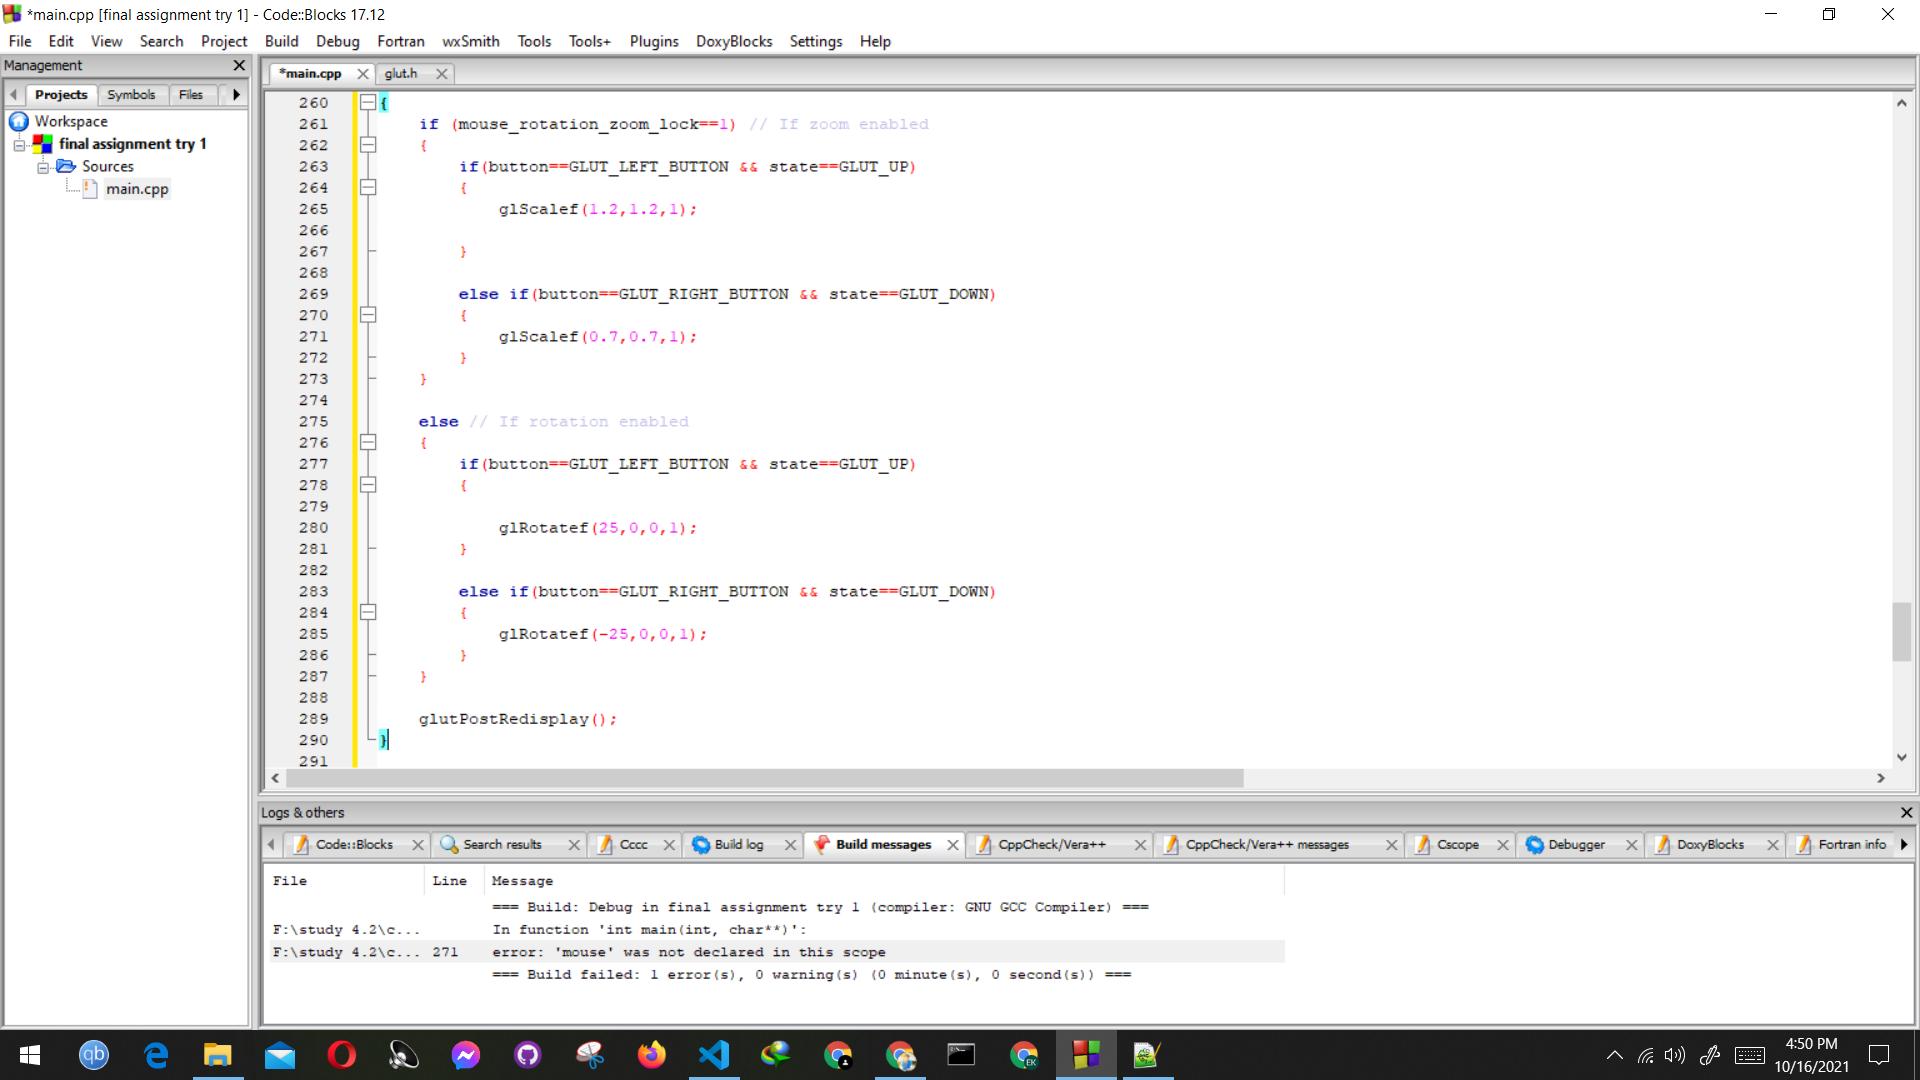 *main.cpp [final assignment try 1] - Code::Blocks 17.12
File Edit View Search Project Build Debug Fortran wxSmith Tools Tools+ Plugins DoxyBlocks Settings Help
Management
Projects Symbols Files
Workspace
final assignment try 1
Sources
main.cpp
*main.cpp glut.h
260 {
261 if (mouse_rotation_zoom_lock==1) // If zoom enabled
262 {
263 if(button==GLUT_LEFT_BUTTON && state==GLUT_UP)
264 {
265 glScalef(1.2,1.2,1);
266
267 }
268
269 else if(button==GLUT_RIGHT_BUTTON && state==GLUT_DOWN)
270 {
271 glScalef(0.7,0.7,1);
272 }
273 }
274
275 else // If rotation enabled
276 {
277 if(button==GLUT_LEFT_BUTTON && state==GLUT_UP)
278 {
279
280 glRotatef(25,0,0,1);
281 }
282
283 else if(button==GLUT_RIGHT_BUTTON && state==GLUT_DOWN)
284 {
285 glRotatef(-25,0,0,1);
286 }
287 }
288
289 glutPostRedisplay();
290 }
291
Logs & others
Code::Blocks Search results Cccc Build log Build messages CppCheck/Vera++ CppCheck/Vera++ messages Cscope Debugger DoxyBlocks Fortran info
File Line Message
=== Build: Debug in final assignment try 1 (compiler: GNU GCC Compiler) ===
F:\study 4.2\c... In function 'int main(int, char**)':
F:\study 4.2\c... 271 error: 'mouse' was not declared in this scope
=== Build failed: 1 error(s), 0 warning(s) (0 minute(s), 0 second(s)) ===
qb
EK
4:50 PM
10/16/2021